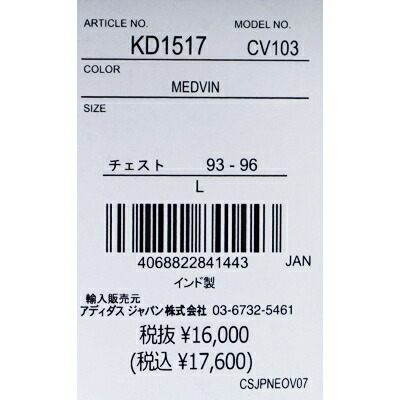 ARTICLE NO. MODEL NO.
KD1517 CV103
COLOR
MEDVIN
SIZE
チェスト 93 - 96
L
4068822841443 JAN
インド製
輸入販売元
アディダス ジャパン株式会社 03-6732-5461
税抜 ¥16,000
(税込 ¥17,600)
CSJPNEOV07